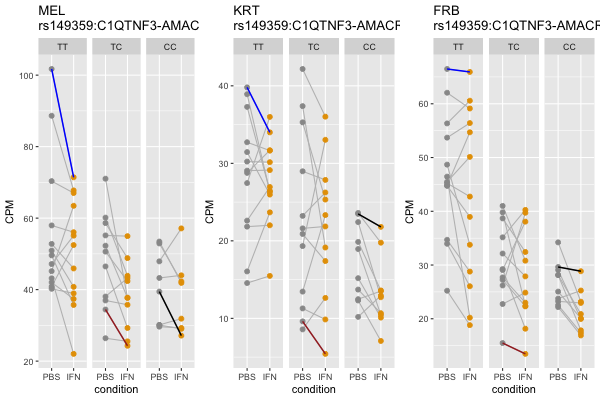 MEL
rs149359:C1QTNF3-AMAC
TT TC CC
100
80
60
40
20
CPM
PBS IFN PBS IFN PBS IFN
condition
KRT
rs149359:C1QTNF3-AMACF
TT TC CC
40
30
20
10
CPM
PBS IFN PBS IFN PBS IFN
condition
FRB
rs149359:C1QTNF3-AMACF
TT TC CC
60
50
40
30
20
CPM
PBS IFN PBS IFN PBS IFN
condition